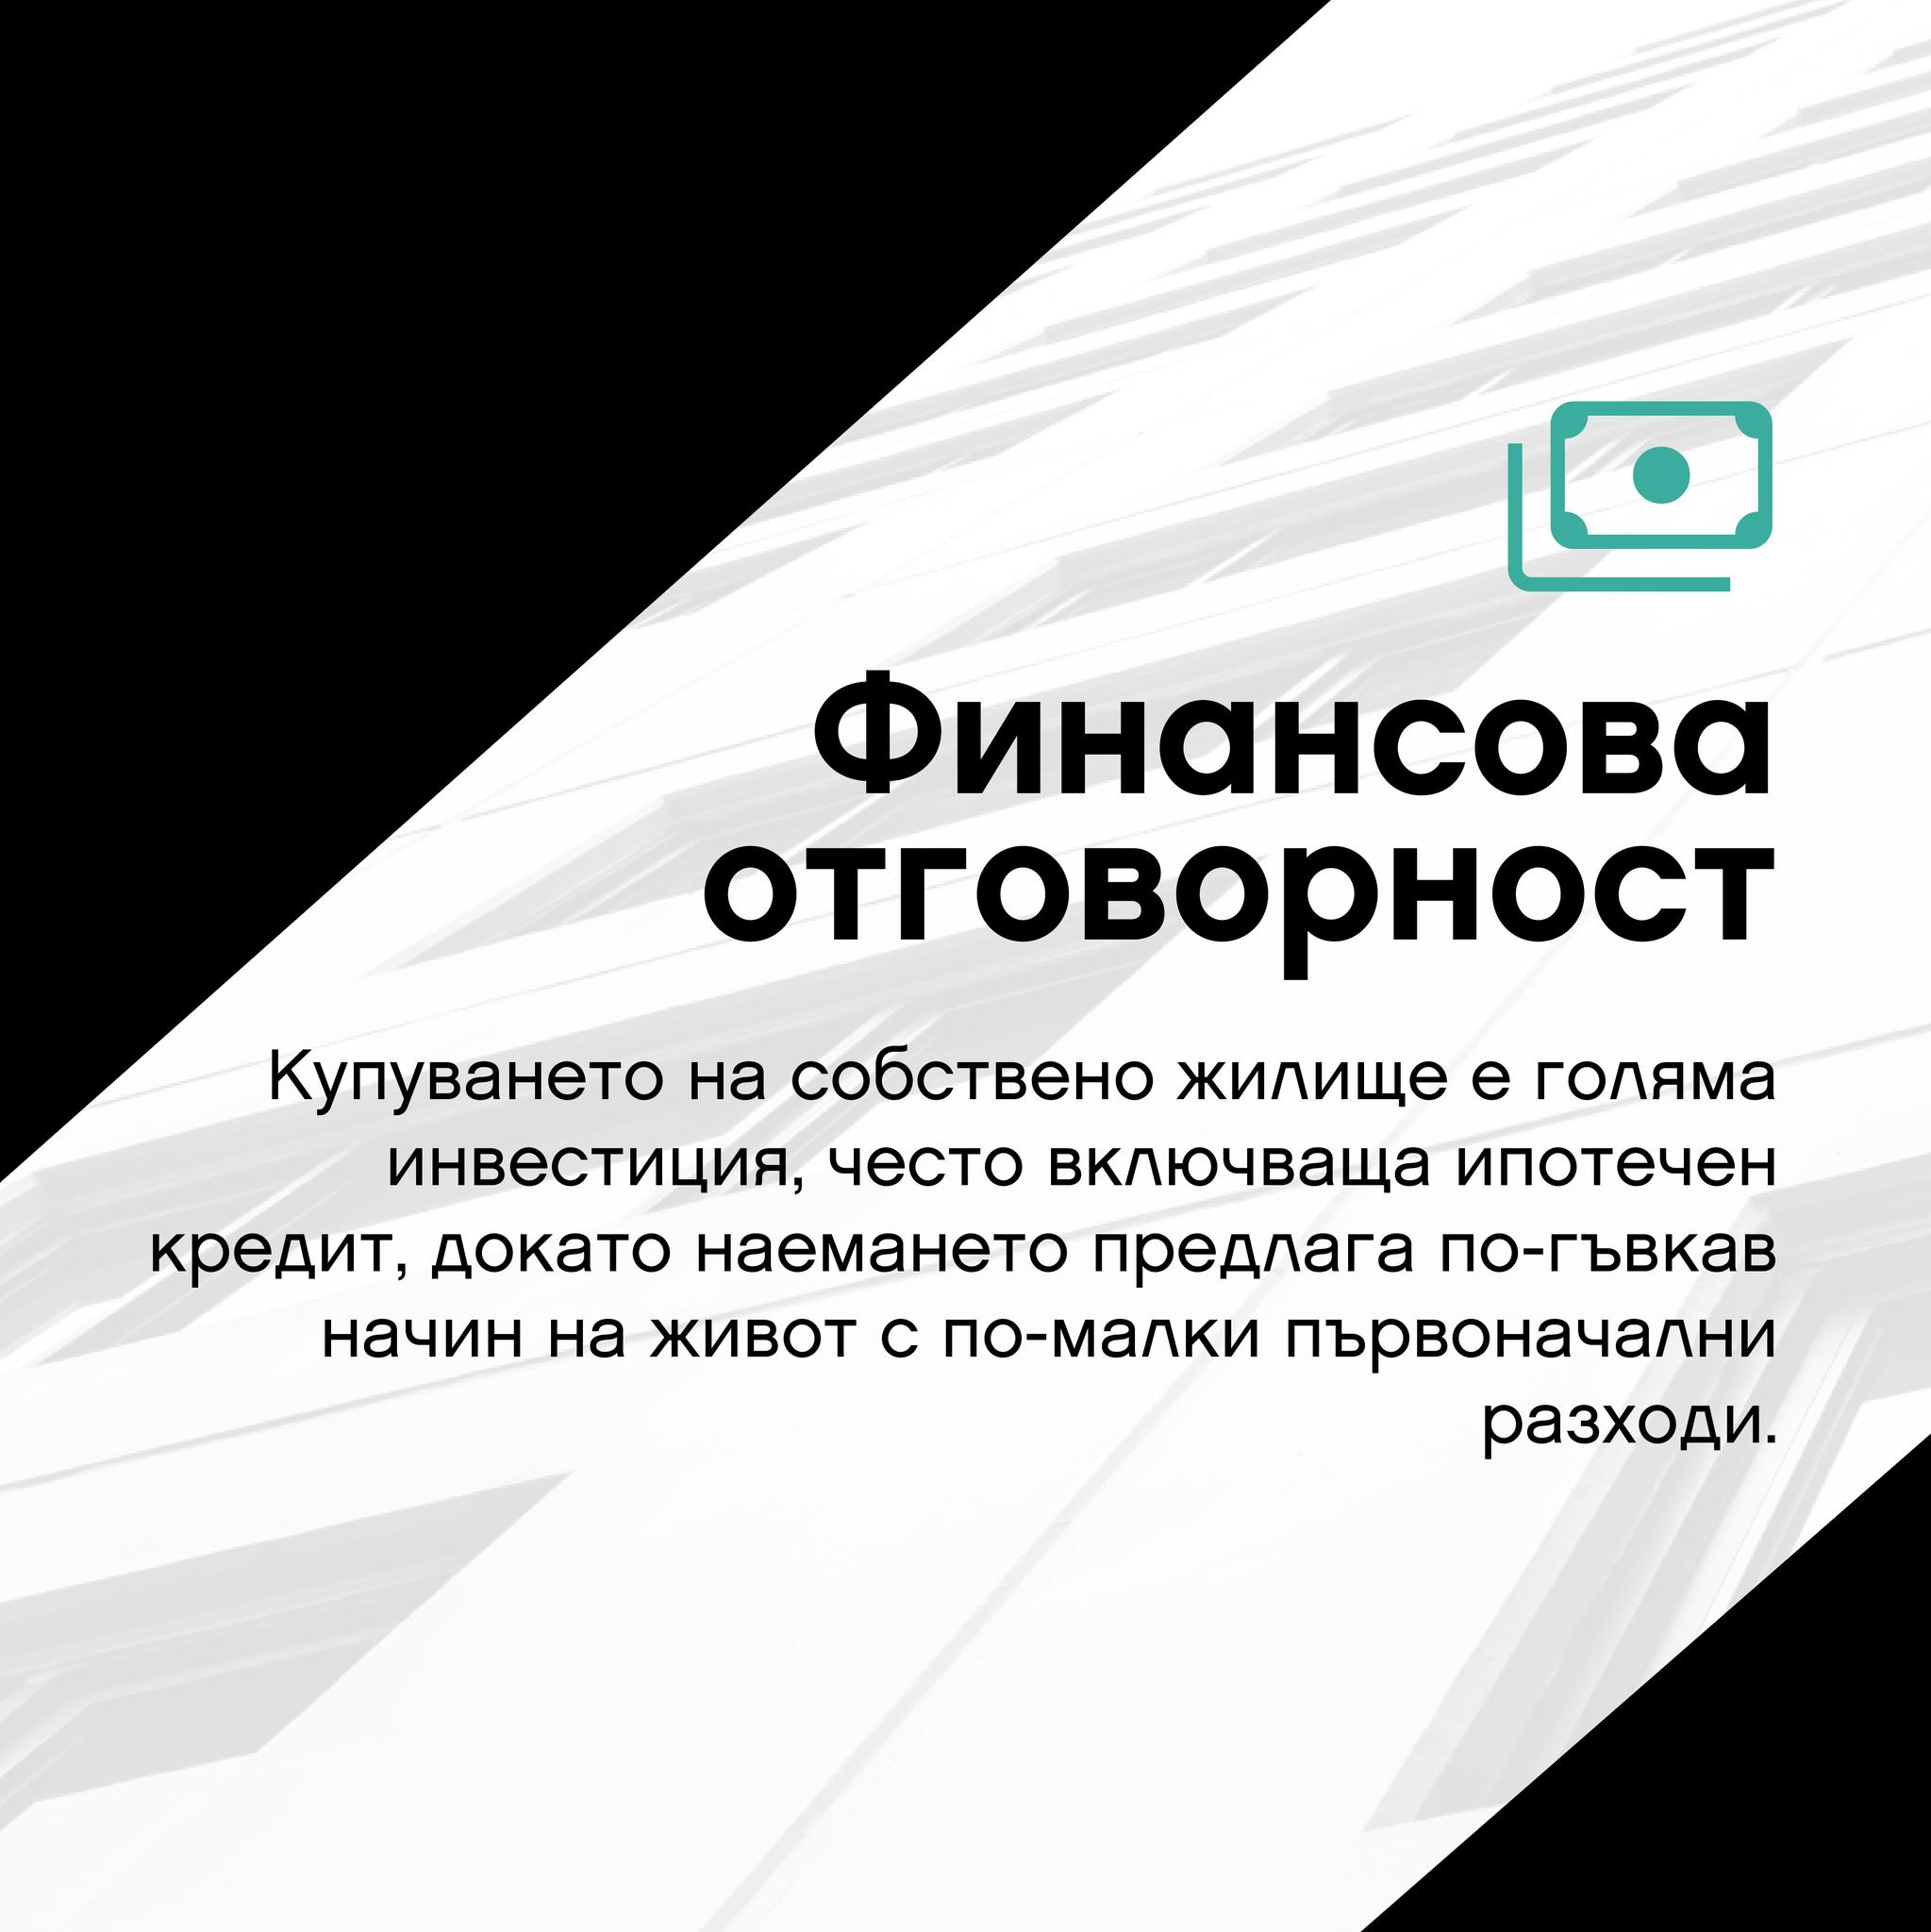 Финансова
отговорност
Купуването на собствено жилище е голяма
инвестиция, често включваща ипотечен
кредит, докато наемането предлага по-гъвкав
начин на живот с по-малки първоначални
разходи.